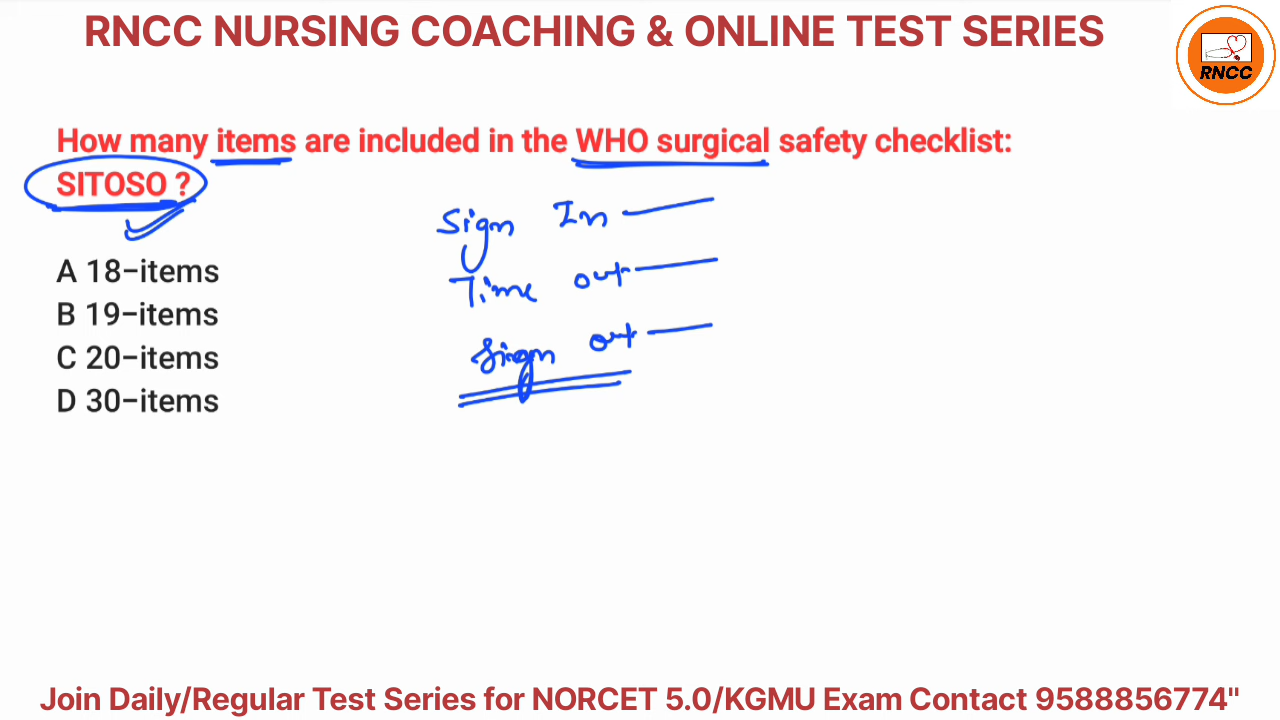 RNCC NURSING COACHING & ONLINE TEST SERIES
RNCC
How many items are included in the WHO surgical safety checklist:
SITOSO ?
Sign In
Time out
Sign out
A 18-items
B 19-items
C 20-items
D 30-items
Join Daily/Regular Test Series for NORCET 5.0/KGMU Exam Contact 9588856774"